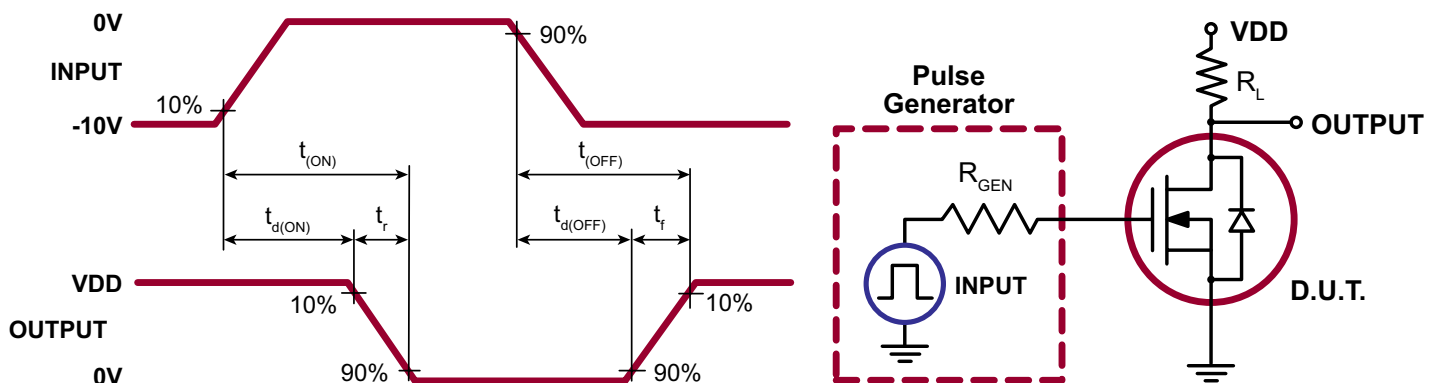 0V
INPUT
-10V
10%
90%
t(ON)
t(OFF)
td(ON)
tr
td(OFF)
tf
VDD
OUTPUT
0V
10%
90%
90%
10%
Pulse
Generator
RGEN
INPUT
VDD
RL
OUTPUT
D.U.T.